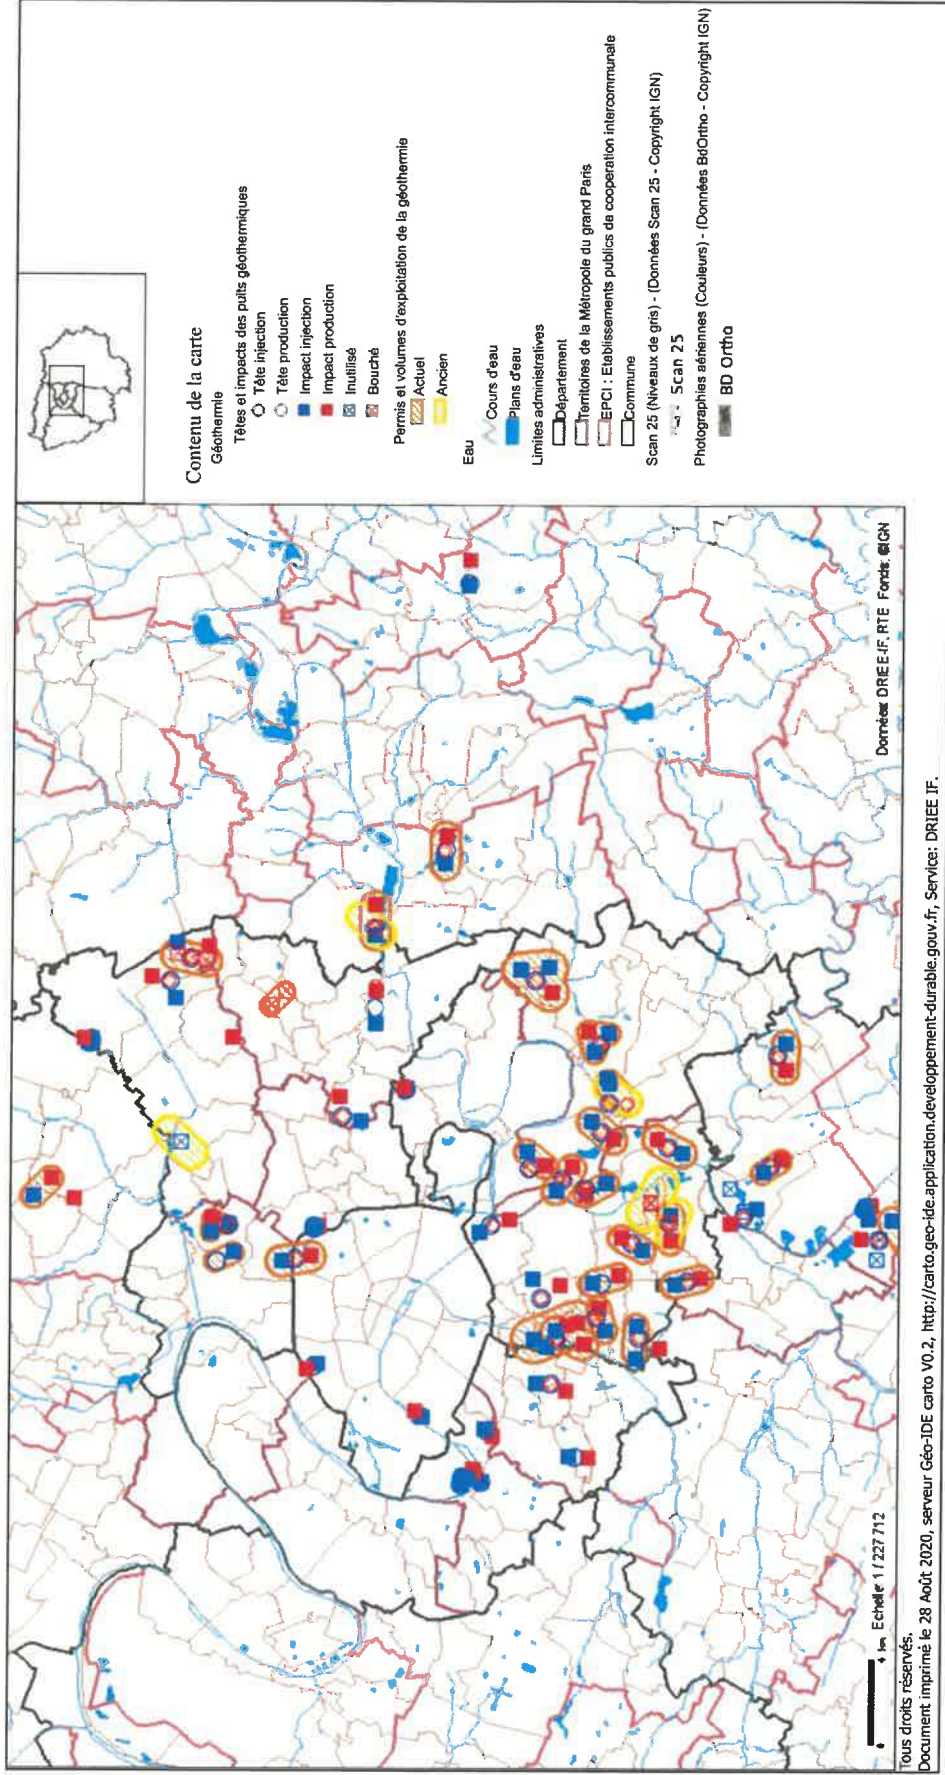 Contenu de la carte
Géothermie
Têtes et impacts des puits géothermiques
Tête injection
Tête production
Impact injection
Impact production
Inutilisé
Bouché
Permis et volumes d'exploitation de la géothermie
Actuel
Ancien
Eau
Cours d'eau
Plans d'eau
Limites administratives
Département
Territoires de la Métropole du grand Paris
EPCI : Etablissements publics de cooperation intercommunale
Commune
Scan 25 (Niveaux de gris) - (Données Scan 25 - Copyright IGN)
Scan 25
Photographies aériennes (Couleurs) - (Données BdOrtho - Copyright IGN)
BD Ortho
4 km Echelle 1 / 227 712
Données DRIEE-IF, RTE Fonds: ©IGN
Tous droits réservés.
Document imprimé le 28 Août 2020, serveur Géo-IDE carto V0.2, http://carto.geo-ide.application.developpement-durable.gouv.fr, Service: DRIEE IF.